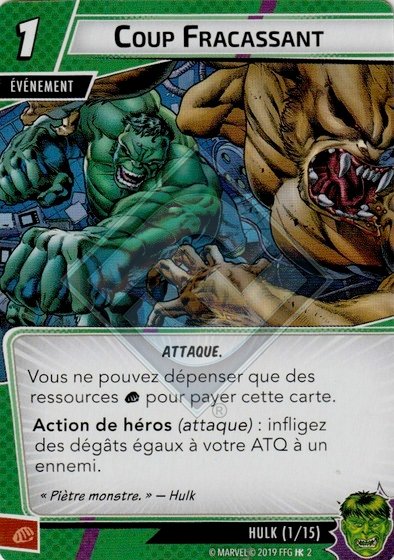 1
COUP FRACASSANT
ÉVÉNEMENT
ATTAQUE.
Vous ne pouvez dépenser que des
ressources pour payer cette carte.
Action de héros (attaque) : infligez
des dégâts égaux à votre ATQ à un
ennemi.
« Piètre monstre. » — Hulk
HULK (1/15)
© MARVEL © 2019 FFG HK 2
®